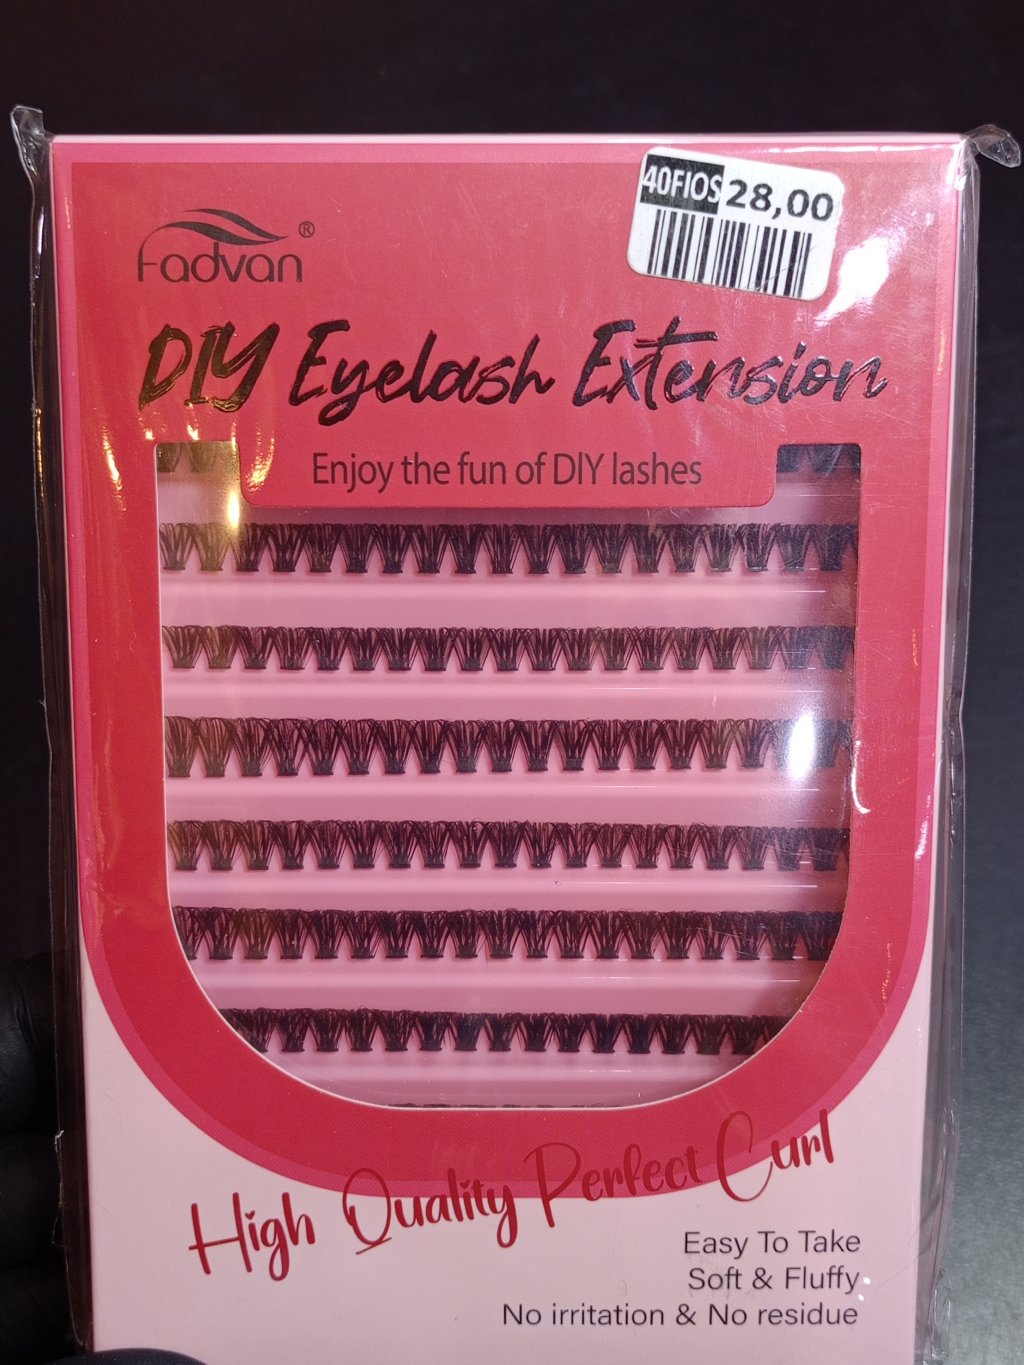 40FIOS 28,00
Fadvan®
DIY Eyelash Extension
Enjoy the fun of DIY lashes
High Quality Perfect Curl
Easy To Take
Soft & Fluffy
No irritation & No residue